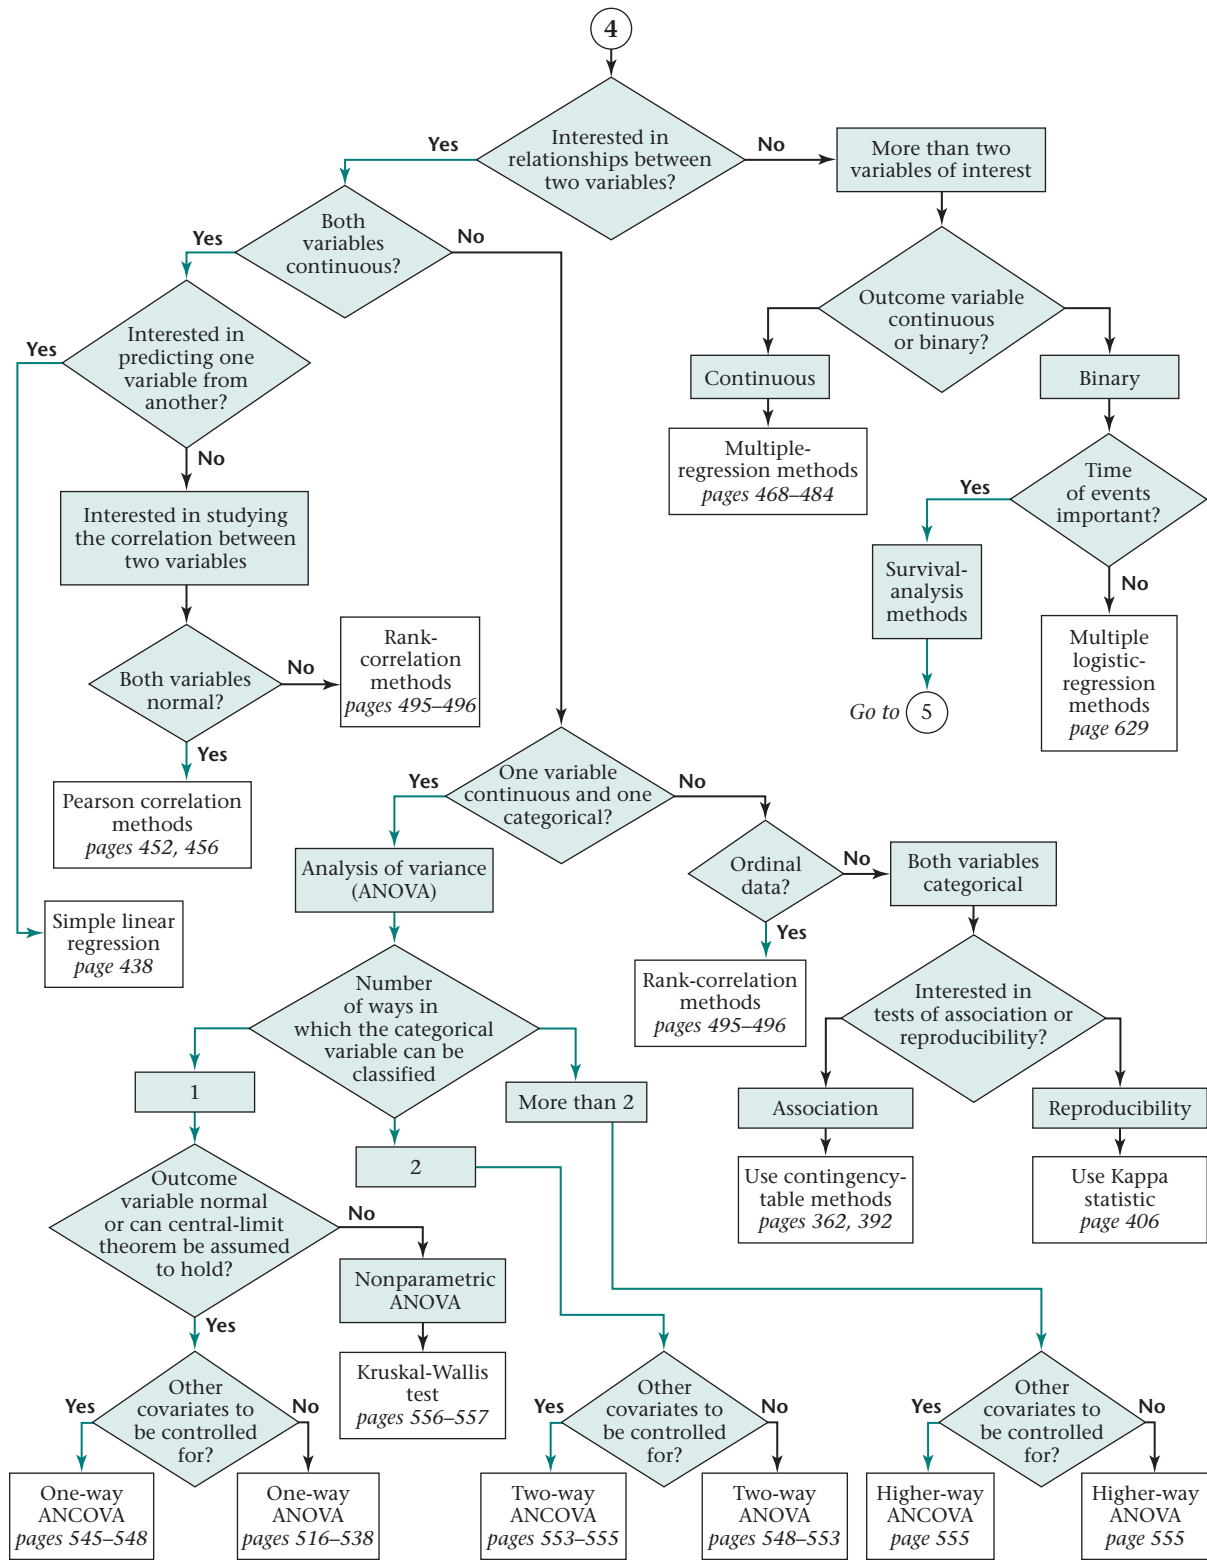 4
Interested in
relationships between
two variables?
Yes
No
More than two
variables of interest
Both
variables
continuous?
Yes
No
Outcome variable
continuous
or binary?
Interested in
predicting one
variable from
another?
Yes
No
Continuous
Binary
Multiple-
regression methods
pages 468–484
Time
of events
important?
Yes
No
Interested in studying
the correlation between
two variables
Survival-
analysis
methods
Go to 5
Multiple
logistic-
regression
methods
page 629
Both variables
normal?
No
Rank-
correlation
methods
pages 495–496
Yes
Pearson correlation
methods
pages 452, 456
Simple linear
regression
page 438
One variable
continuous and one
categorical?
Yes
No
Analysis of variance
(ANOVA)
Ordinal
data?
No
Both variables
categorical
Yes
Rank-correlation
methods
pages 495–496
Interested in
tests of association or
reproducibility?
Association
Reproducibility
Use contingency-
table methods
pages 362, 392
Use Kappa
statistic
page 406
Number
of ways in
which the categorical
variable can be
classified
1
2
More than 2
Outcome
variable normal
or can central-limit
theorem be assumed
to hold?
No
Nonparametric
ANOVA
Kruskal-Wallis
test
pages 556–557
Yes
Other
covariates to
be controlled
for?
Yes
No
One-way
ANCOVA
pages 545–548
One-way
ANOVA
pages 516–538
Other
covariates to
be controlled
for?
Yes
No
Two-way
ANCOVA
pages 553–555
Two-way
ANOVA
pages 548–553
Other
covariates to
be controlled
for?
Yes
No
Higher-way
ANCOVA
page 555
Higher-way
ANOVA
page 555